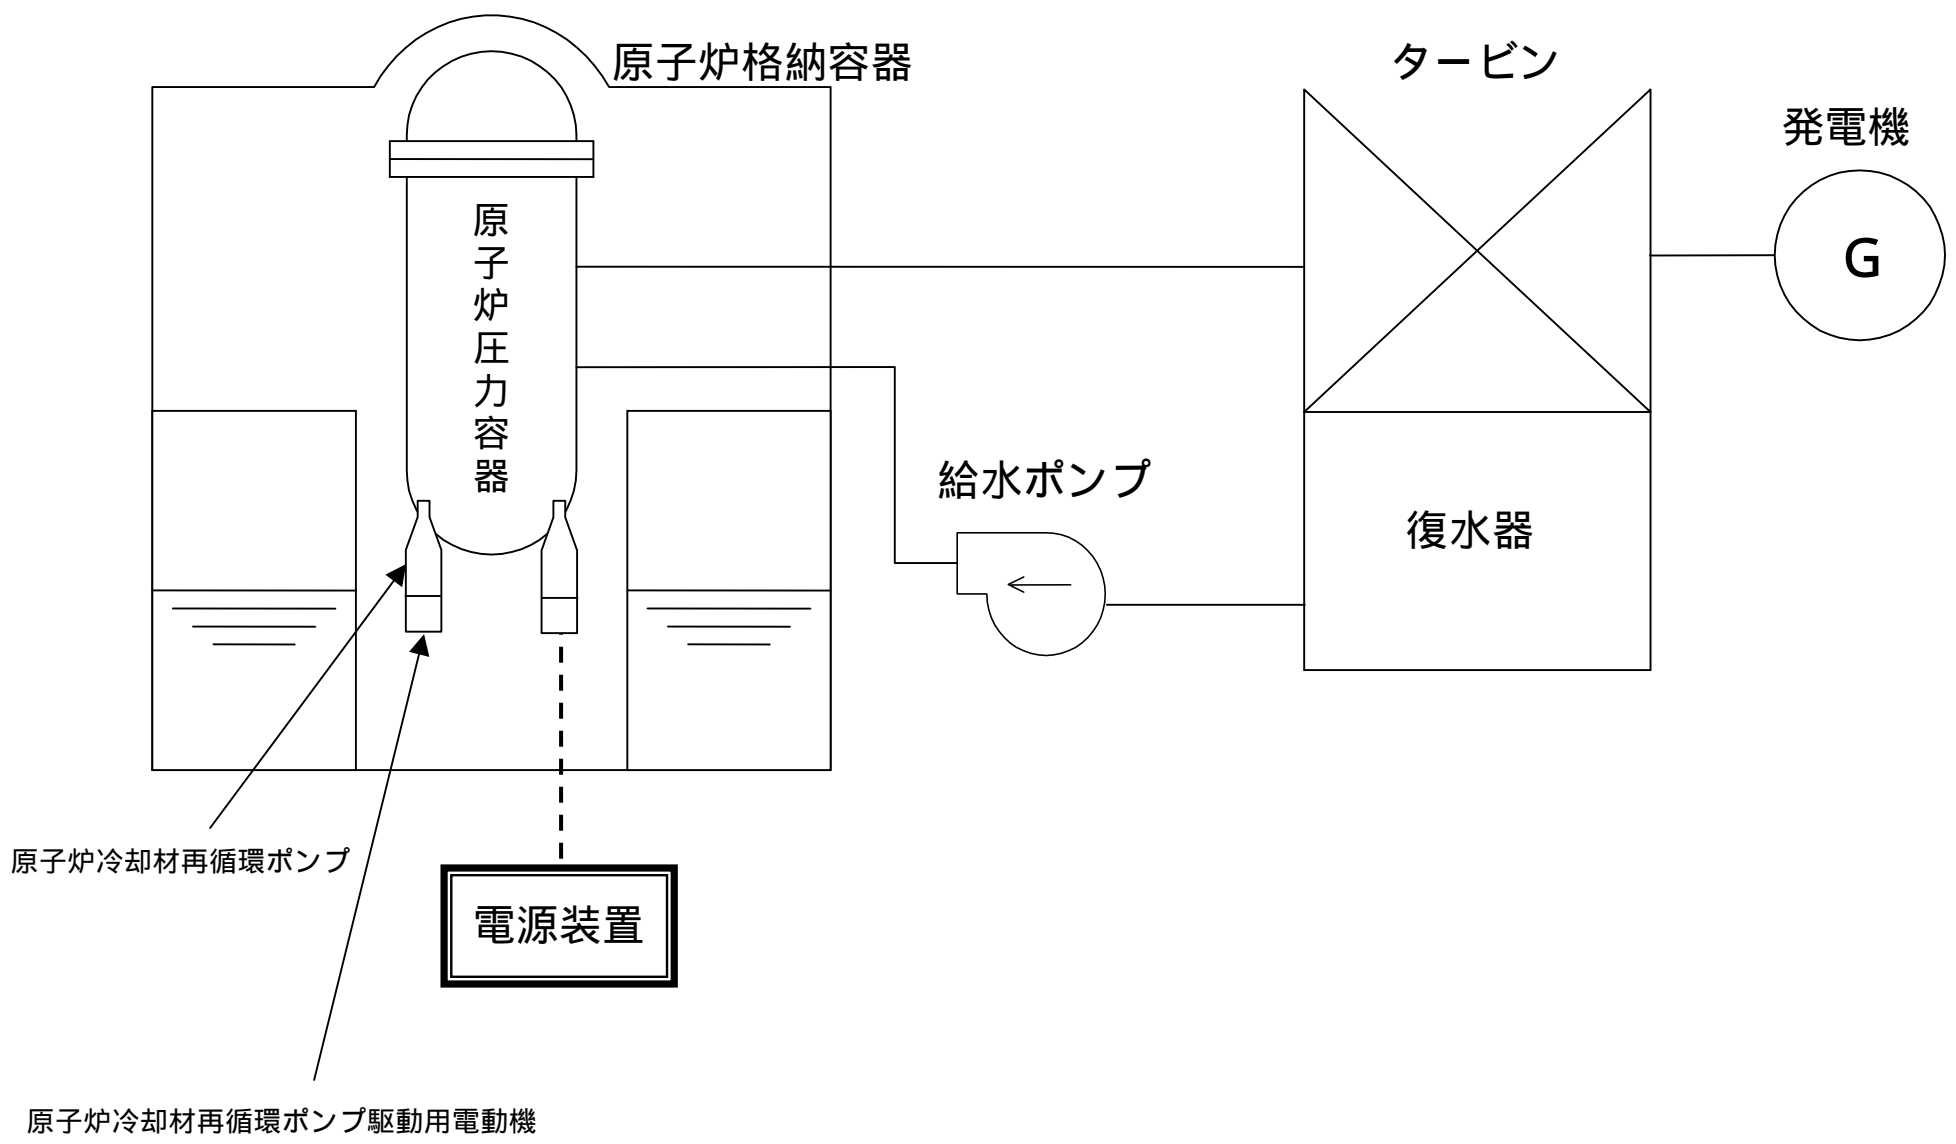 原子炉格納容器
タービン
発電機
G
原子炉圧力容器
給水ポンプ
復水器
原子炉冷却材再循環ポンプ
電源装置
原子炉冷却材再循環ポンプ駆動用電動機